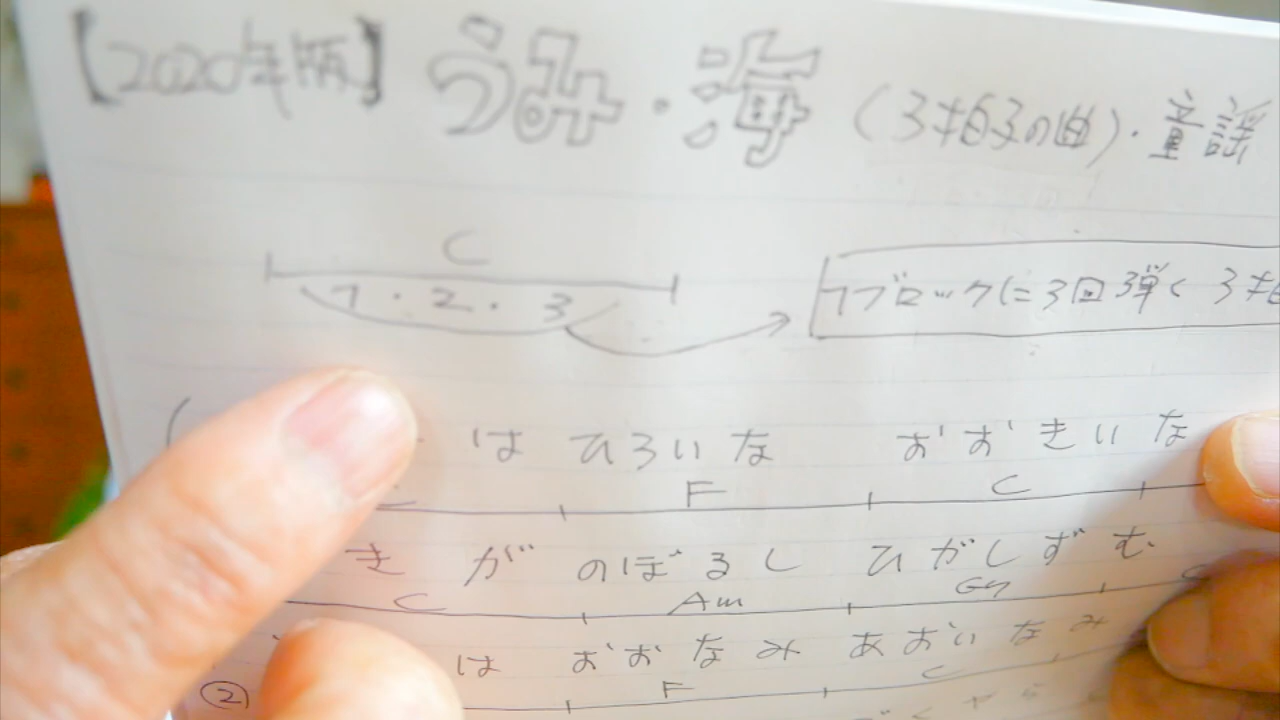 【2020年版】うみ・海 (3拍子の曲)・童謡
C
1・2・3
1ブロックに3回弾く 3拍
は ひろいな おおきいな
C F C
きが のぼるし ひがしずむ
C Am G7 C
は おおなみ あおいなみ
② F C